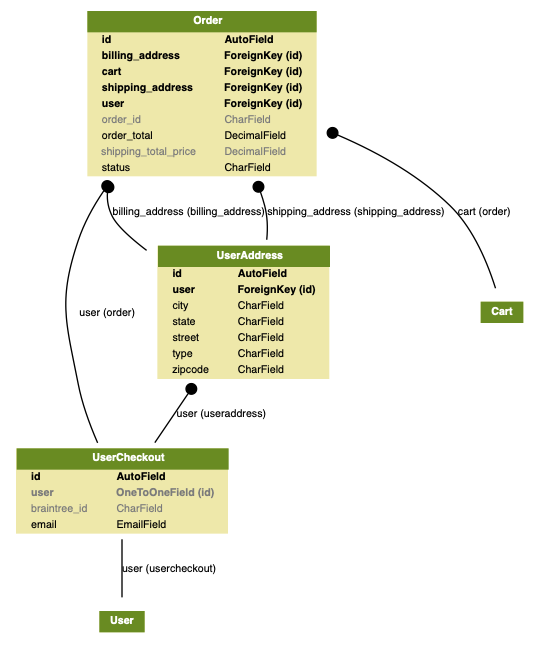 Order
id AutoField
billing_address ForeignKey (id)
cart ForeignKey (id)
shipping_address ForeignKey (id)
user ForeignKey (id)
order_id CharField
order_total DecimalField
shipping_total_price DecimalField
status CharField
billing_address (billing_address) shipping_address (shipping_address) cart (order)
UserAddress
id AutoField
user ForeignKey (id)
city CharField
state CharField
street CharField
type CharField
zipcode CharField
Cart
user (order)
user (useraddress)
UserCheckout
id AutoField
user OneToOneField (id)
braintree_id CharField
email EmailField
user (usercheckout)
User